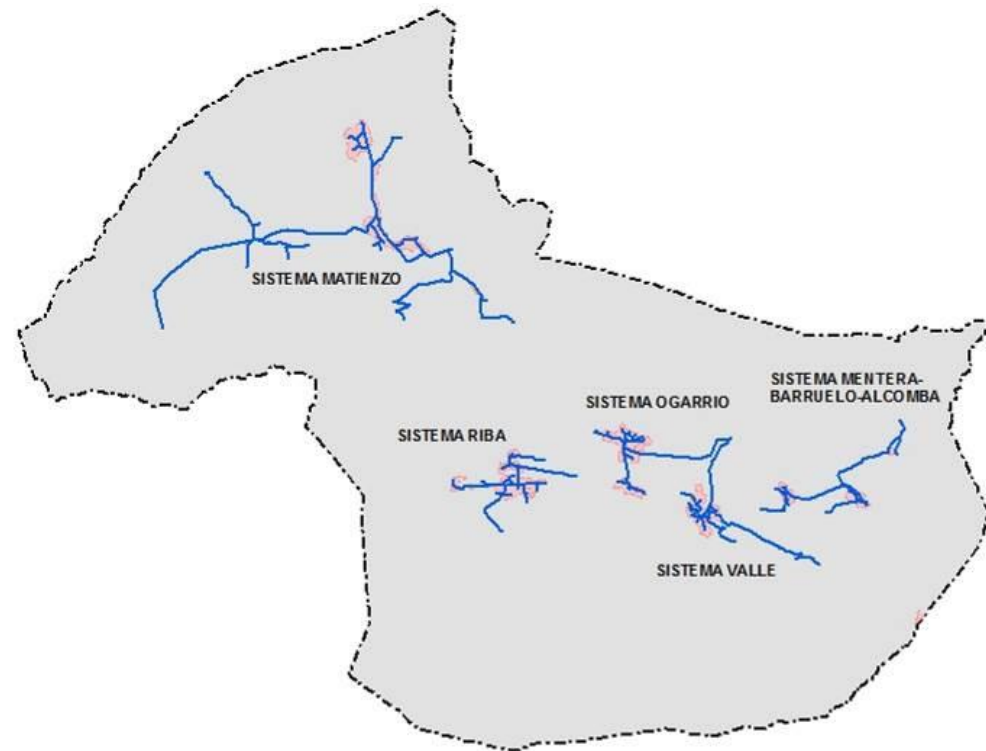 SISTEMA MATIENZO
SISTEMA MENTERA-
BARRUELO-ALCOMBA
SISTEMA OGARRIO
SISTEMA RIBA
SISTEMA VALLE